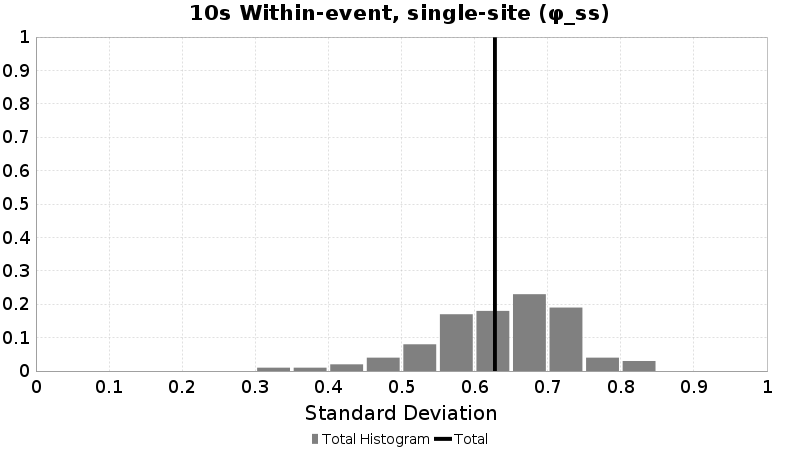 10s Within-event, single-site (φ_ss)
1
0.9
0.8
0.7
0.6
0.5
0.4
0.3
0.2
0.1
0
0 0.1 0.2 0.3 0.4 0.5 0.6 0.7 0.8 0.9 1
Standard Deviation
Total Histogram Total